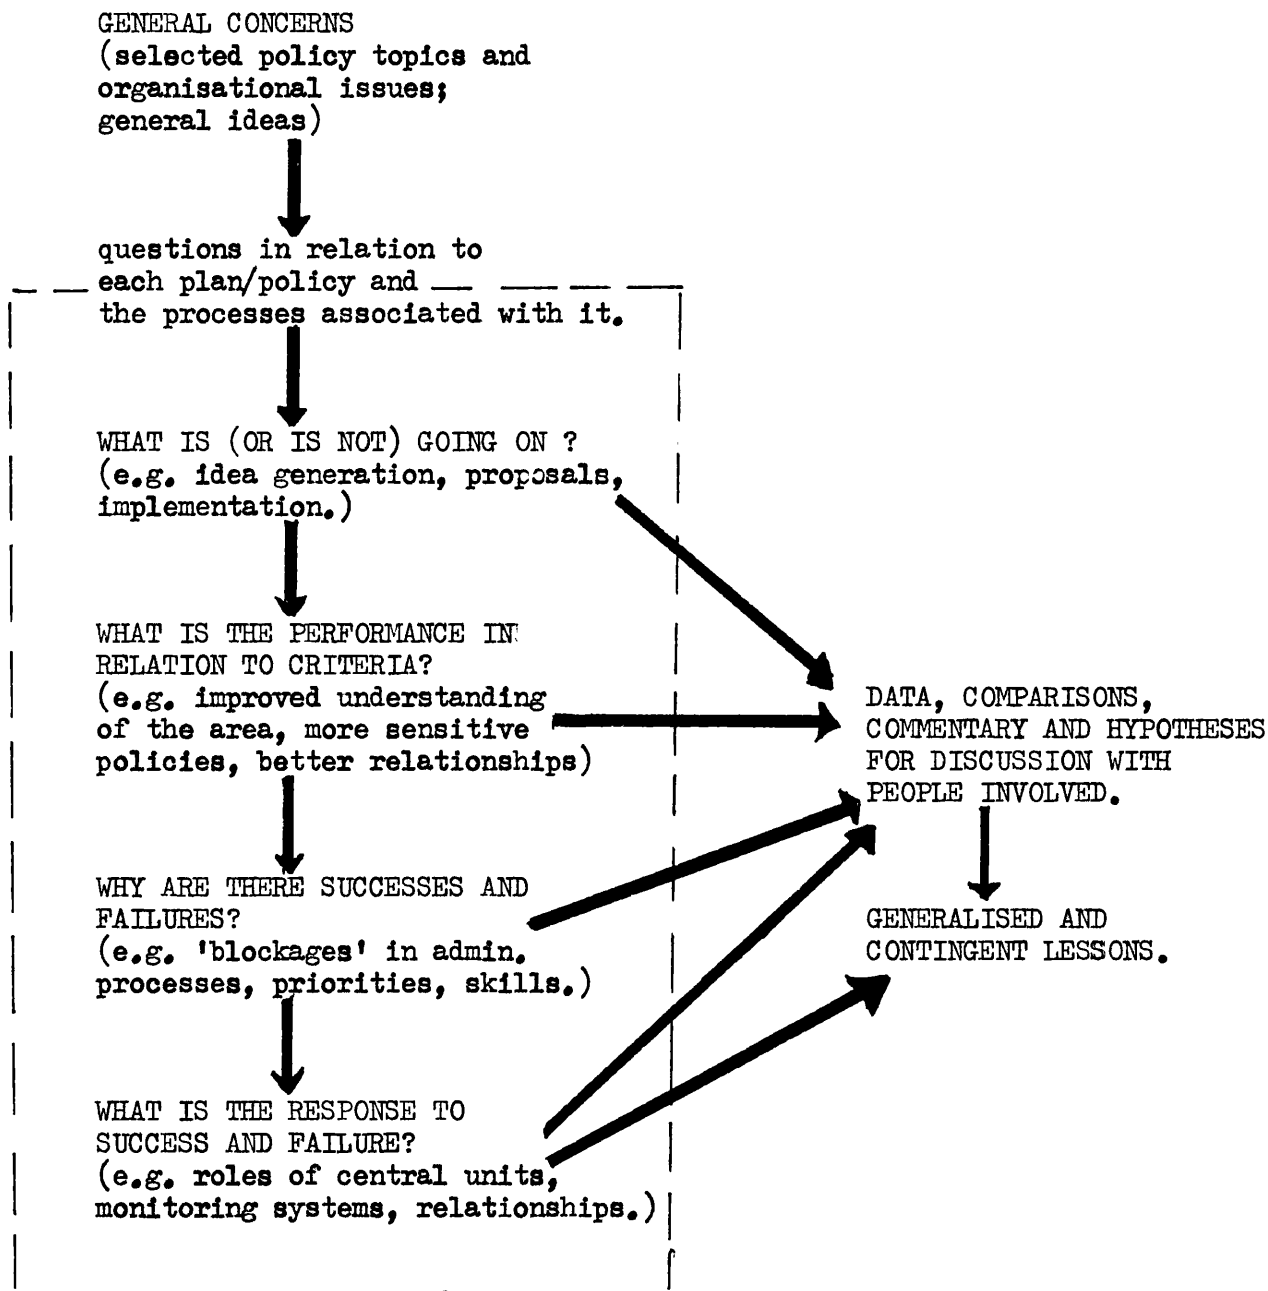 GENERAL CONCERNS
(selected policy topics and
organisational issues;
general ideas)
questions in relation to
each plan/policy and
the processes associated with it.
WHAT IS (OR IS NOT) GOING ON ?
(e.g. idea generation, proposals,
implementation.)
WHAT IS THE PERFORMANCE IN
RELATION TO CRITERIA?
(e.g. improved understanding
of the area, more sensitive
policies, better relationships)
WHY ARE THERE SUCCESSES AND
FAILURES?
(e.g. 'blockages' in admin.
processes, priorities, skills.)
WHAT IS THE RESPONSE TO
SUCCESS AND FAILURE?
(e.g. roles of central units,
monitoring systems, relationships.)
DATA, COMPARISONS,
COMMENTARY AND HYPOTHESES
FOR DISCUSSION WITH
PEOPLE INVOLVED.
GENERALISED AND
CONTINGENT LESSONS.